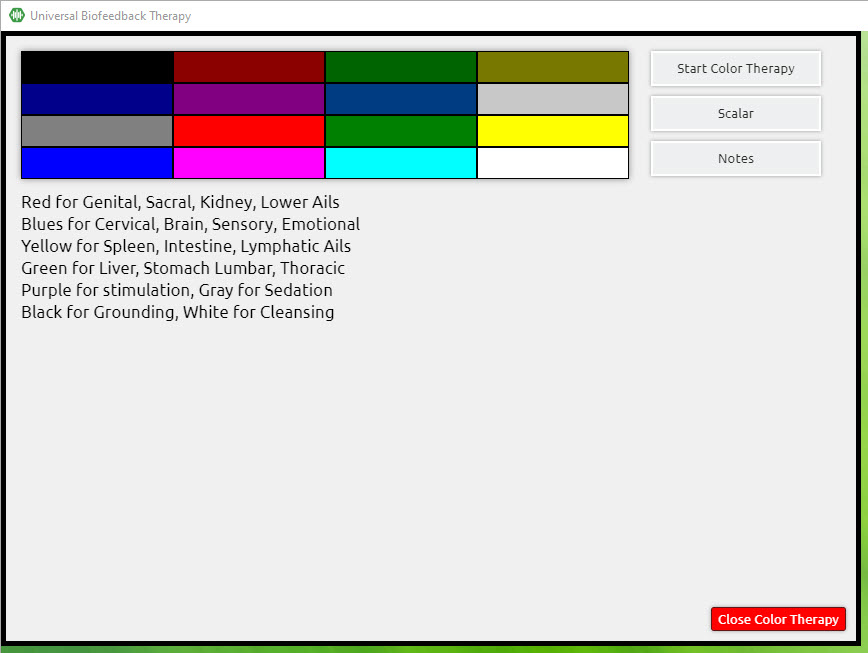 Universal Biofeedback Therapy
Start Color Therapy
Scalar
Notes
Red for Genital, Sacral, Kidney, Lower Ails
Blues for Cervical, Brain, Sensory, Emotional
Yellow for Spleen, Intestine, Lymphatic Ails
Green for Liver, Stomach Lumbar, Thoracic
Purple for stimulation, Gray for Sedation
Black for Grounding, White for Cleansing
Close Color Therapy